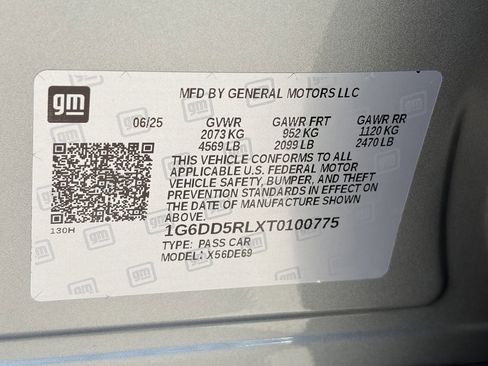 gm
MFD BY GENERAL MOTORS LLC
06/25 GVWR GAWR FRT GAWR RR
2073 KG 952 KG 1120 KG
4569 LB 2099 LB 2470 LB
THIS VEHICLE CONFORMS TO ALL
APPLICABLE U.S. FEDERAL MOTOR
VEHICLE SAFETY, BUMPER, AND THEFT
PREVENTION STANDARDS IN EFFECT ON
THE DATE OF MANUFACTURE SHOWN
ABOVE.
130H
1G6DD5RLXT0100775
TYPE: PASS CAR
MODEL: X56DE69